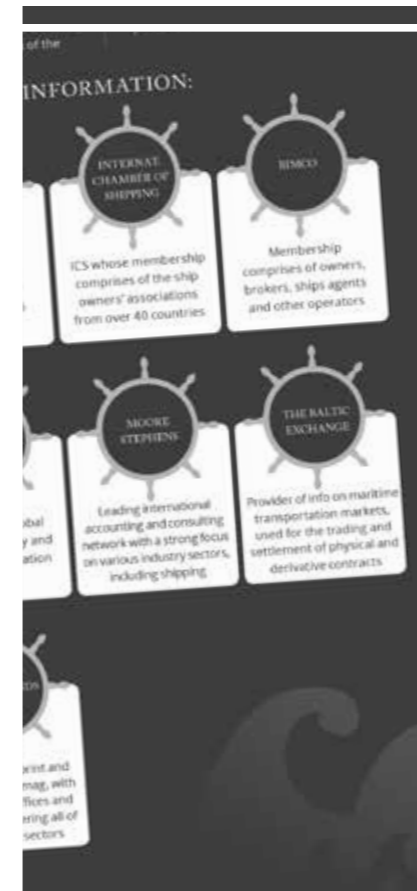 of the
INFORMATION:
INTERNAT.
CHAMBER OF
SHIPPING
ICS whose membership
comprises of the ship
owners' associations
from over 40 countries
BIMCO
Membership
comprises of owners,
brokers, ships agents
and other operators
MOORE
STEPHENS
Leading international
accounting and consulting
network with a strong focus
on various industry sectors,
including shipping
THE BALTIC
EXCHANGE
Provider of info on maritime
transportation markets,
used for the trading and
settlement of physical and
derivative contracts
obal
y and
ation
DS
print and
mag, with
ffices and
ering all of
sectors